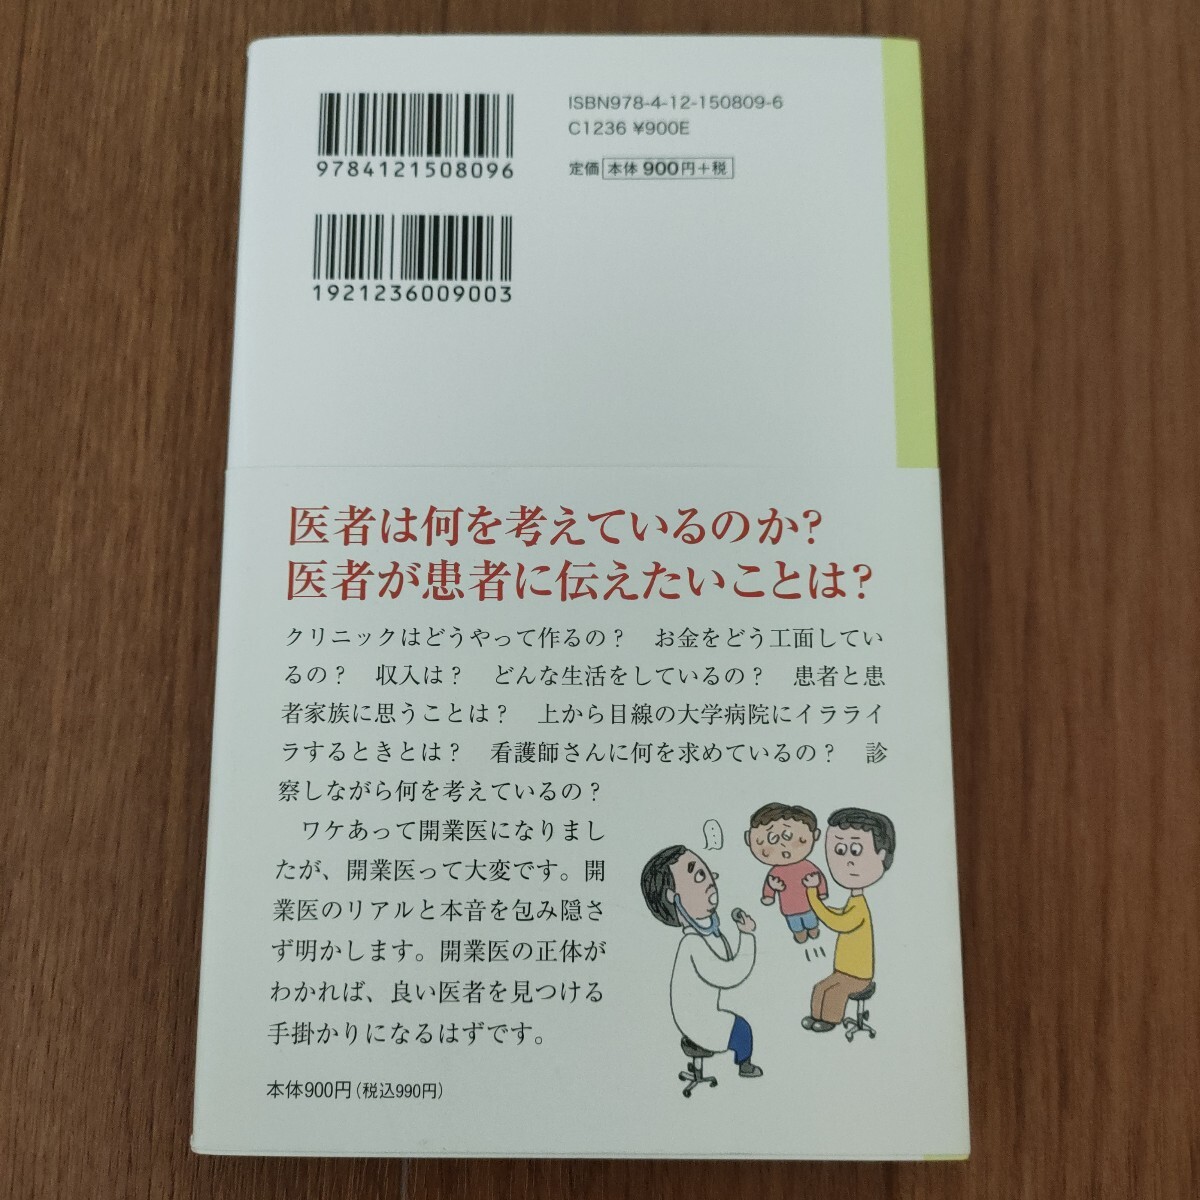 9784121508096
ISBN978-4-12-150809-6
C1236 ¥900E
定価 本体 900円+税
1921236009003
医者は何を考えているのか?
医者が患者に伝えたいことは?
クリニックはどうやって作るの?　お金をどう工面してい
るの?　収入は?　どんな生活をしているの?　患者と患
者家族に思うことは?　上から目線の大学病院にイライ
ラするときとは?　看護師さんに何を求めているの?　診
察しながら何を考えているの?
ワケあって開業医になりまし
たが、開業医って大変です。開
業医のリアルと本音を包み隠さ
ず明かします。開業医の正体が
わかれば、良い医者を見つける
手掛かりになるはずです。
本体900円(税込990円)